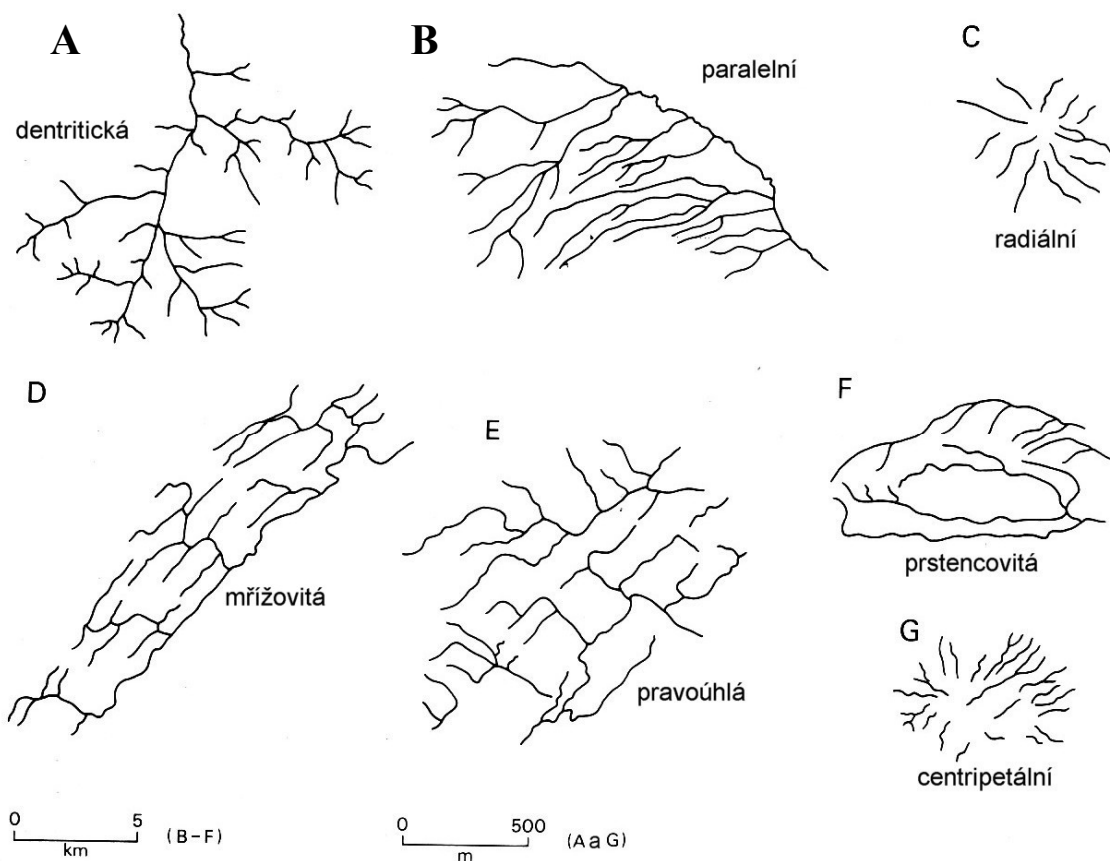 A
dentritická
B
paralelní
C
radiální
D
mřížovitá
E
pravoúhlá
F
prstencovitá
G
centripetální
0 5 (B-F)
km
0 500 (A a G)
m